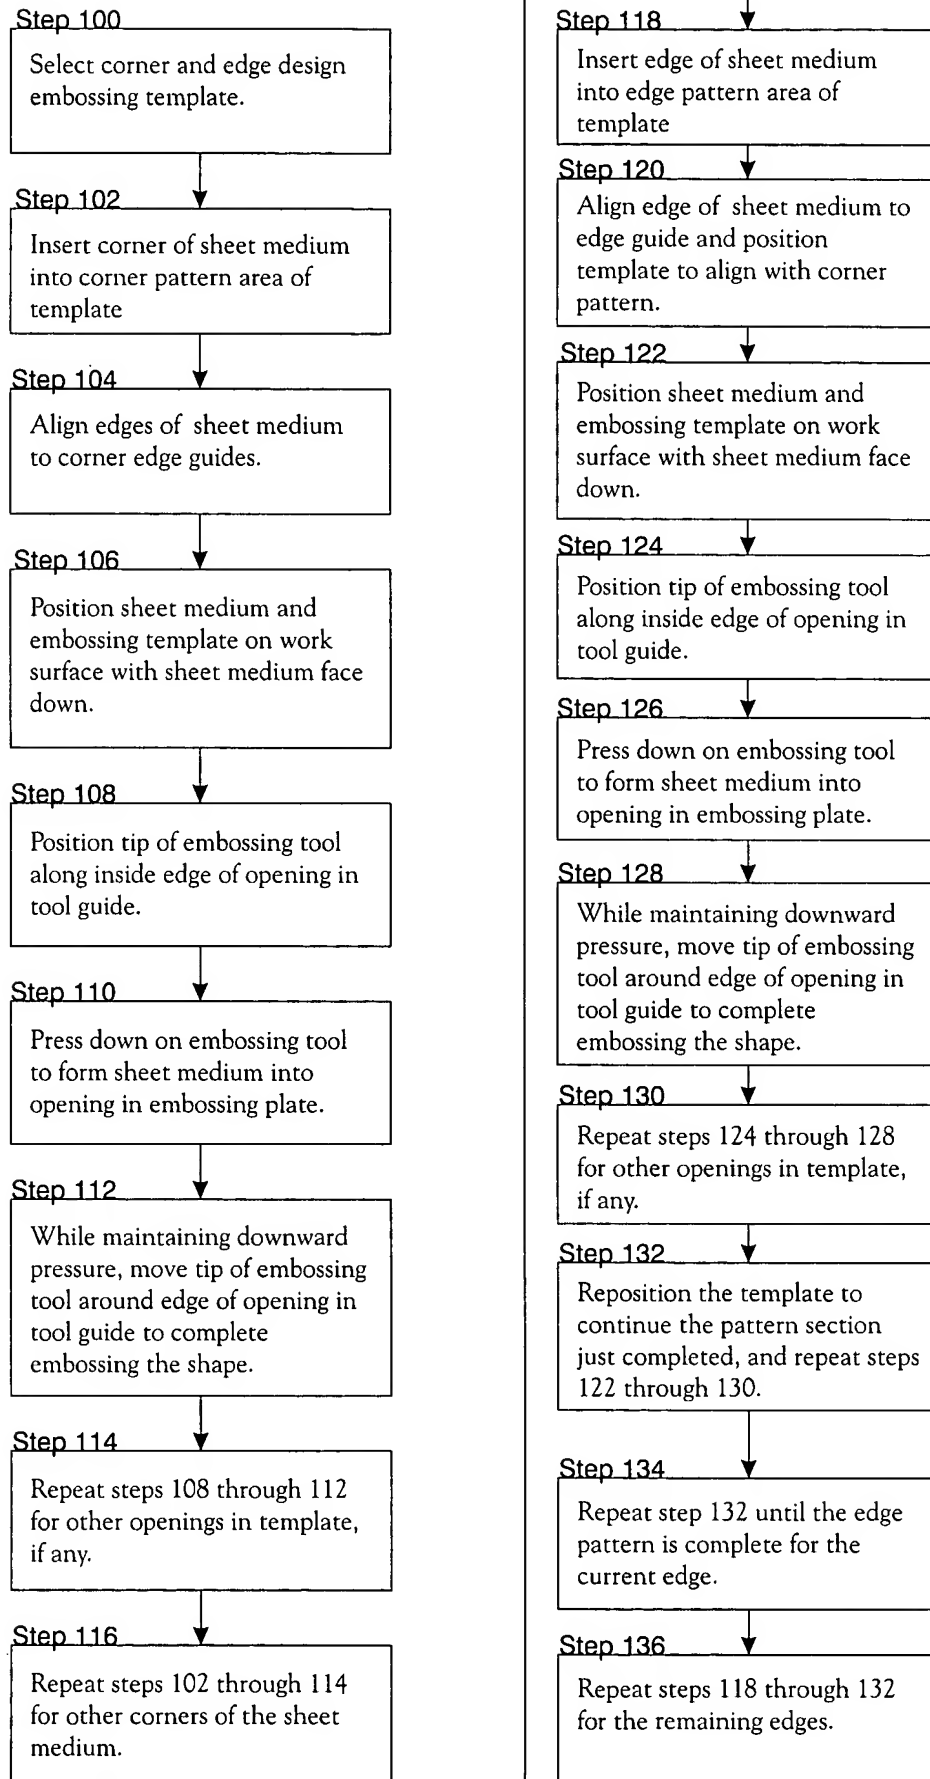 Step 100
Select corner and edge design
embossing template.
Step 102
Insert corner of sheet medium
into corner pattern area of
template
Step 104
Align edges of sheet medium
to corner edge guides.
Step 106
Position sheet medium and
embossing template on work
surface with sheet medium face
down.
Step 108
Position tip of embossing tool
along inside edge of opening in
tool guide.
Step 110
Press down on embossing tool
to form sheet medium into
opening in embossing plate.
Step 112
While maintaining downward
pressure, move tip of embossing
tool around edge of opening in
tool guide to complete
embossing the shape.
Step 114
Repeat steps 108 through 112
for other openings in template,
if any.
Step 116
Repeat steps 102 through 114
for other corners of the sheet
medium.
Step 118
Insert edge of sheet medium
into edge pattern area of
template
Step 120
Align edge of sheet medium to
edge guide and position
template to align with corner
pattern.
Step 122
Position sheet medium and
embossing template on work
surface with sheet medium face
down.
Step 124
Position tip of embossing tool
along inside edge of opening in
tool guide.
Step 126
Press down on embossing tool
to form sheet medium into
opening in embossing plate.
Step 128
While maintaining downward
pressure, move tip of embossing
tool around edge of opening in
tool guide to complete
embossing the shape.
Step 130
Repeat steps 124 through 128
for other openings in template,
if any.
Step 132
Reposition the template to
continue the pattern section
just completed, and repeat steps
122 through 130.
Step 134
Repeat step 132 until the edge
pattern is complete for the
current edge.
Step 136
Repeat steps 118 through 132
for the remaining edges.